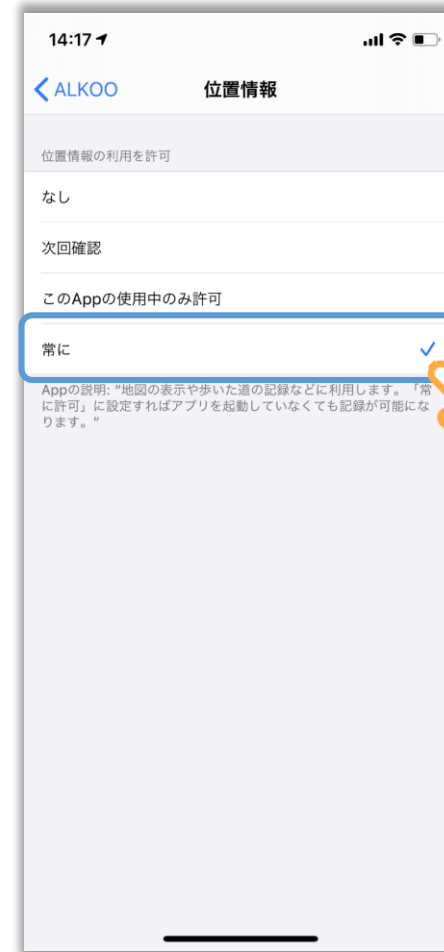 14:17
ALKOO
位置情報
位置情報の利用を許可
なし
次回確認
このAppの使用中のみ許可
常に
Appの説明: “地図の表示や歩いた道の記録などに利用します。「常
に許可」に設定すればアプリを起動していなくても記録が可能にな
ります。”